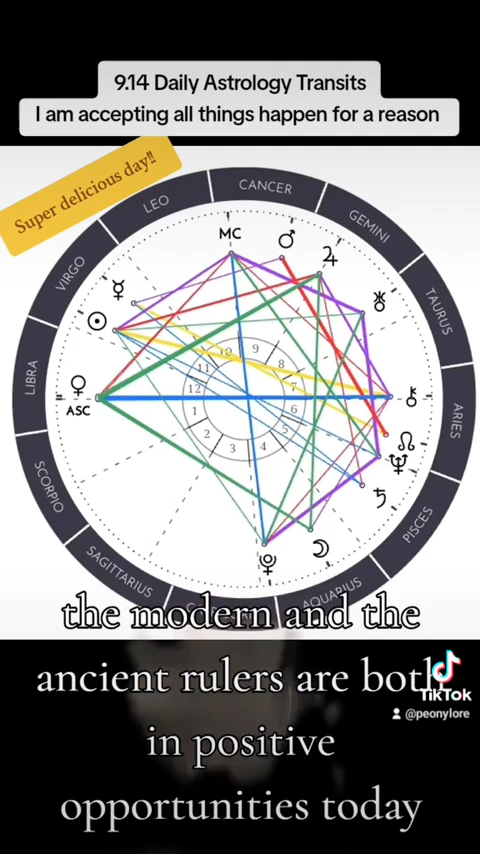 9.14 Daily Astrology Transits
I am accepting all things happen for a reason
Super delicious day!!
LEO
CANCER
GEMINI
VIRGO
TAURUS
LIBRA
ARIES
SCORPIO
PISCES
SAGITTARIUS
AQUARIUS
MC
ASC
10
9
8
11
7
12
6
1
5
2
3
4
the modern and the
ancient rulers are both
in positive
opportunities today
TikTok
@peonylore